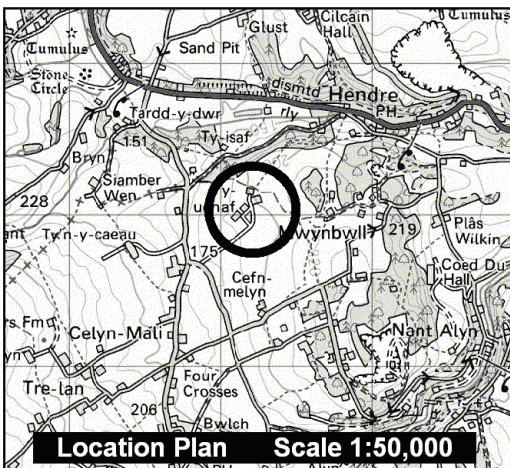 Tumulus
Stone
Circle
Sand Pit
Glust
Cilcain
Hall
Tumulus
dismtd
rly
Hendre
PH
Tardd-y-dwr
151
Ty-isaf
Bryn
Siamber
Wen
228
Ty'n-y-caeau
175
219
Plâs
Wilkin
Cefn-
melyn
Coed Du
Hall
Celyn-Mali
Nant Alyn
Tre-lan
Four
Crosses
206
Bwlch
Location Plan Scale 1:50,000